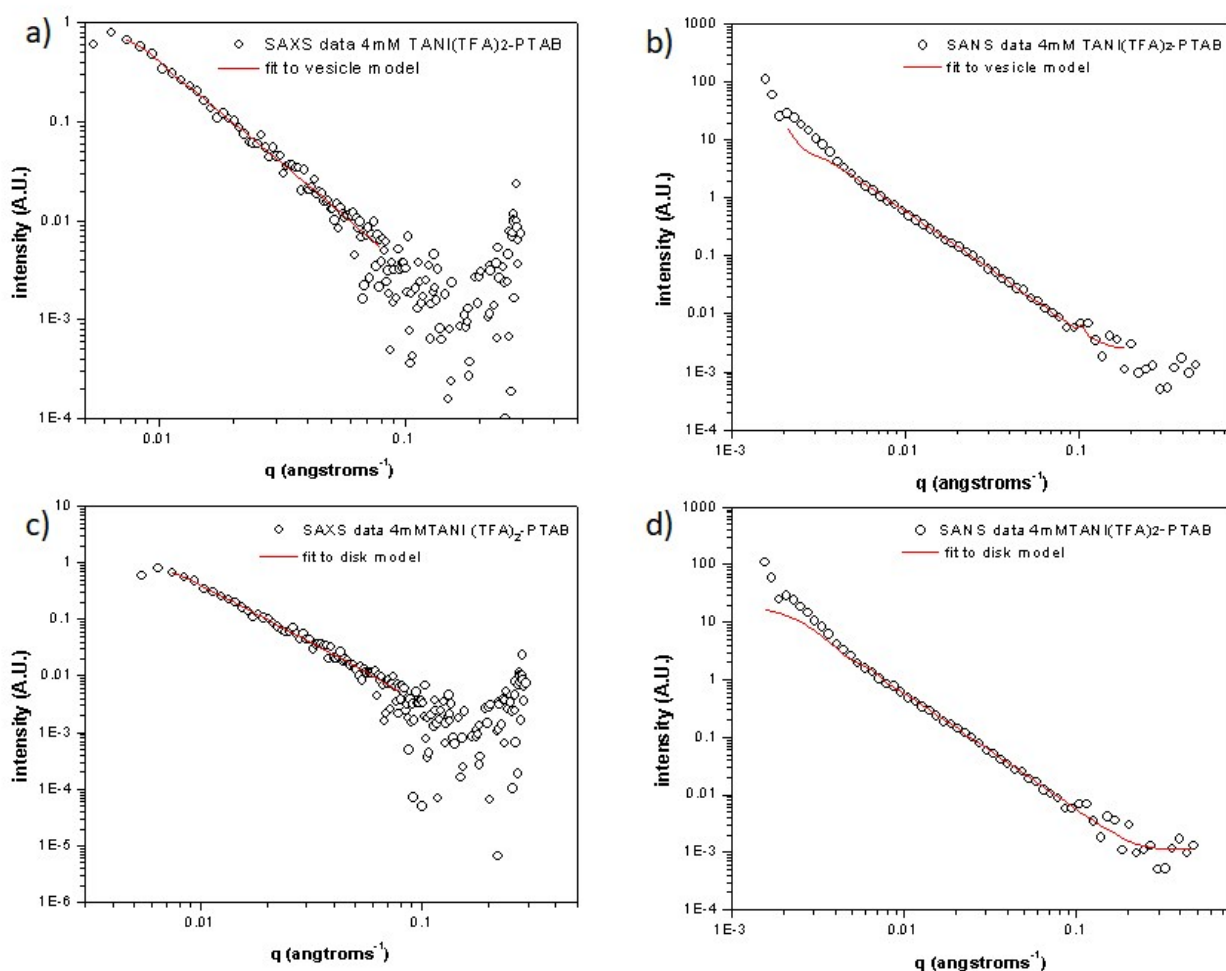 a)
SAXS data 4mM TANI(TFA)2-PTAB
fit to vesicle model
1
0.1
0.01
1E-3
1E-4
0.01
0.1
intensity (A.U.)
q (angstroms-1)
b)
SANS data 4mM TANI(TFA)2-PTAB
fit to vesicle model
1000
100
10
1
0.1
0.01
1E-3
1E-4
1E-3
0.01
0.1
intensity (A.U.)
q (angstroms-1)
c)
SAXS data 4mMTANI (TFA)2-PTAB
fit to disk model
10
1
0.1
0.01
1E-3
1E-4
1E-5
1E-6
0.01
0.1
intensity (A.U.)
q (angtroms-1)
d)
SANS data 4mMTANI(TFA)2-PTAB
fit to disk model
1000
100
10
1
0.1
0.01
1E-3
1E-4
1E-3
0.01
0.1
intensity (A.U.)
q (angstroms-1)